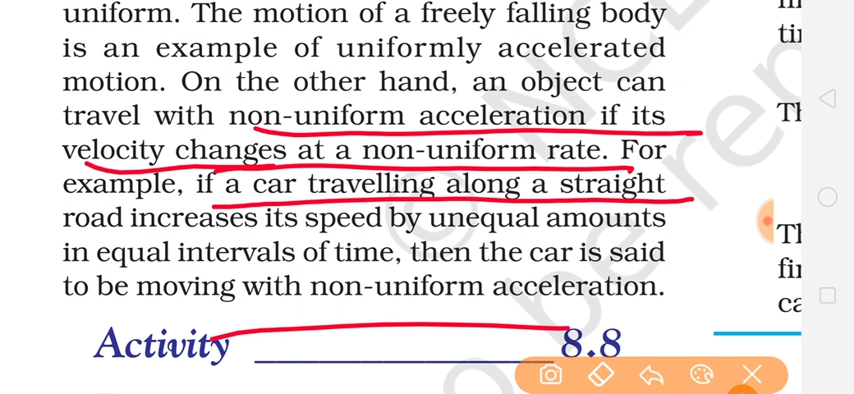 uniform. The motion of a freely falling body
is an example of uniformly accelerated
motion. On the other hand, an object can
travel with non-uniform acceleration if its
velocity changes at a non-uniform rate. For
example, if a car travelling along a straight
road increases its speed by unequal amounts
in equal intervals of time, then the car is said
to be moving with non-uniform acceleration.
Activity 8.8